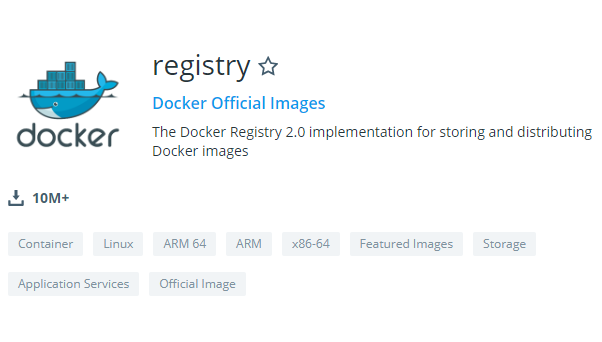 registry
Docker Official Images
docker
The Docker Registry 2.0 implementation for storing and distributing
Docker images
10M+
Container Linux ARM 64 ARM x86-64 Featured Images Storage
Application Services Official Image